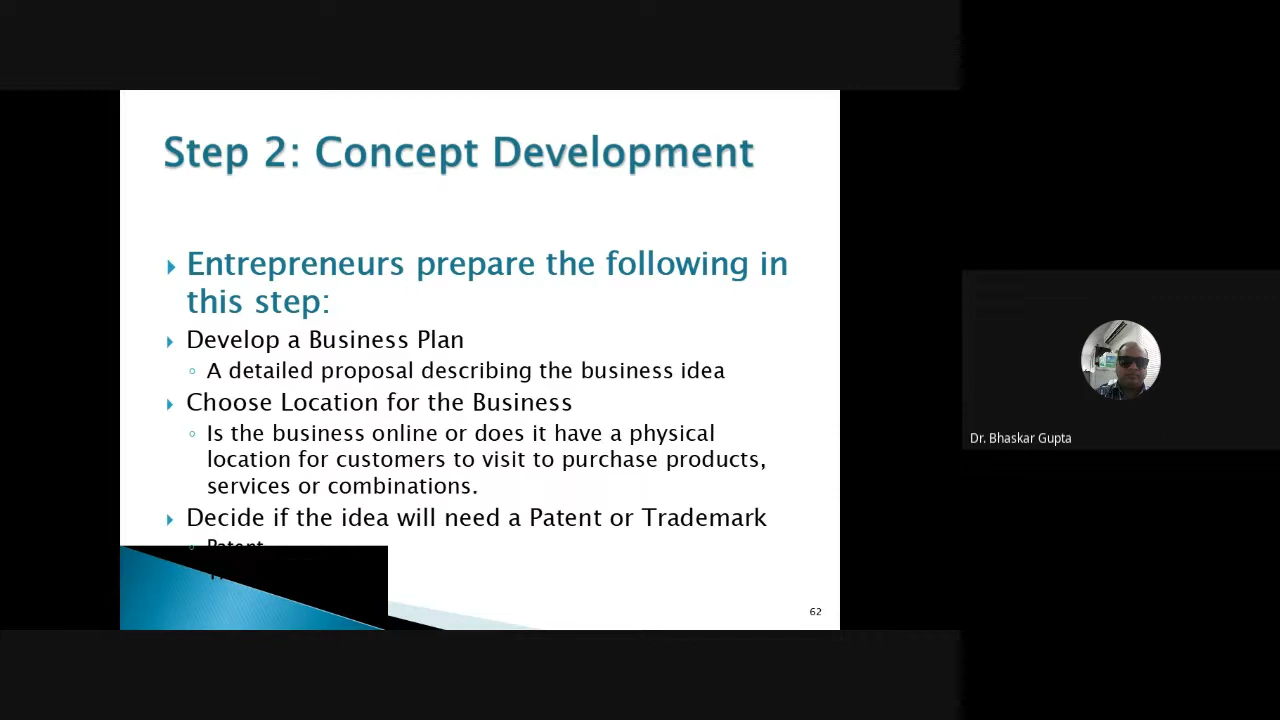 Step 2: Concept Development
Entrepreneurs prepare the following in
this step:
Develop a Business Plan
A detailed proposal describing the business idea
Choose Location for the Business
Is the business online or does it have a physical
location for customers to visit to purchase products,
services or combinations.
Decide if the idea will need a Patent or Trademark
Patent
62
Dr. Bhaskar Gupta